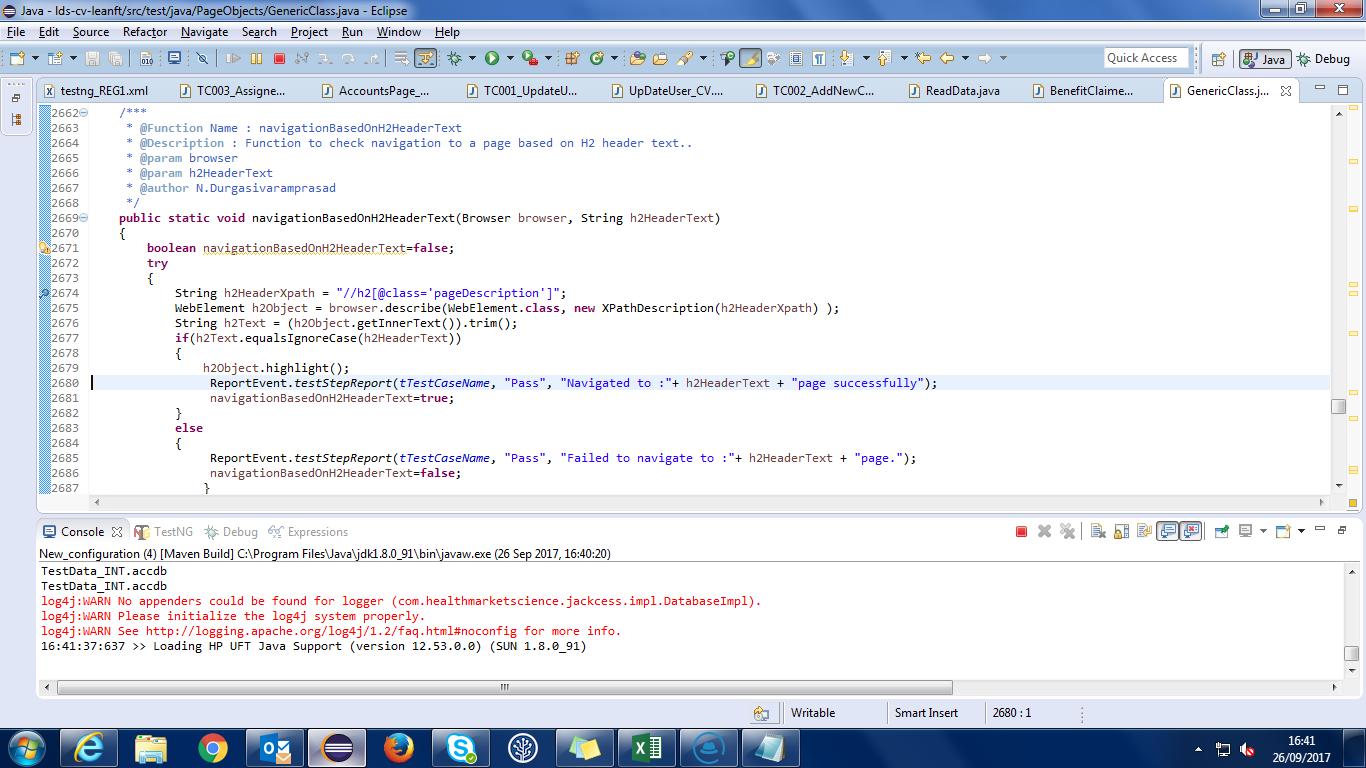 Java - lds-cv-leanft/src/test/java/PageObjects/GenericClass.java - Eclipse
File Edit Source Refactor Navigate Search Project Run Window Help
Quick Access
Java
Debug
testng_REG1.xml
TC003_Assigne...
AccountsPage_...
TC001_UpdateU...
UpDateUser_CV....
TC002_AddNewC...
ReadData.java
BenefitClaime...
GenericClass.j...
2662 /***
2663 * @Function Name : navigationBasedOnH2HeaderText
2664 * @Description : Function to check navigation to a page based on H2 header text..
2665 * @param browser
2666 * @param h2HeaderText
2667 * @author N.Durgasivaramprasad
2668 */
2669 public static void navigationBasedOnH2HeaderText(Browser browser, String h2HeaderText)
2670 {
2671 boolean navigationBasedOnH2HeaderText=false;
2672 try
2673 {
2674 String h2HeaderXpath = "//h2[@class='pageDescription']";
2675 WebElement h2Object = browser.describe(WebElement.class, new XPathDescription(h2HeaderXpath) );
2676 String h2Text = (h2Object.getInnerText()).trim();
2677 if(h2Text.equalsIgnoreCase(h2HeaderText))
2678 {
2679 h2Object.highlight();
2680 ReportEvent.testStepReport(tTestCaseName, "Pass", "Navigated to :"+ h2HeaderText + "page successfully");
2681 navigationBasedOnH2HeaderText=true;
2682 }
2683 else
2684 {
2685 ReportEvent.testStepReport(tTestCaseName, "Pass", "Failed to navigate to :"+ h2HeaderText + "page.");
2686 navigationBasedOnH2HeaderText=false;
2687 }
Console TestNG Debug Expressions
New_configuration (4) [Maven Build] C:\Program Files\Java\jdk1.8.0_91\bin\javaw.exe (26 Sep 2017, 16:40:20)
TestData_INT.accdb
TestData_INT.accdb
log4j:WARN No appenders could be found for logger (com.healthmarketscience.jackcess.impl.DatabaseImpl).
log4j:WARN Please initialize the log4j system properly.
log4j:WARN See http://logging.apache.org/log4j/1.2/faq.html#noconfig for more info.
16:41:37:637 >> Loading HP UFT Java Support (version 12.53.0.0) (SUN 1.8.0_91)
Writable
Smart Insert
2680 : 1
16:41
26/09/2017